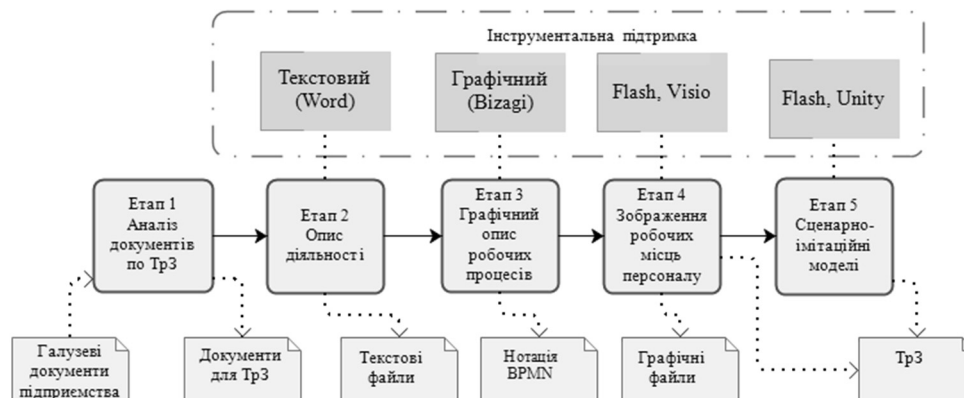 Інструментальна підтримка
Текстовий
(Word)
Графічний
(Bizagi)
Flash, Visio
Flash, Unity
Етап 1
Аналіз
документів
по ТрЗ
Етап 2
Опис
діяльності
Етап 3
Графічний
опис
робочих
процесів
Етап 4
Зображення
робочих
місць
персоналу
Етап 5
Сценарно-
імітаційні
моделі
Галузеві
документи
підприємства
Документи
для ТрЗ
Текстові
файли
Нотація
BPMN
Графічні
файли
ТрЗ